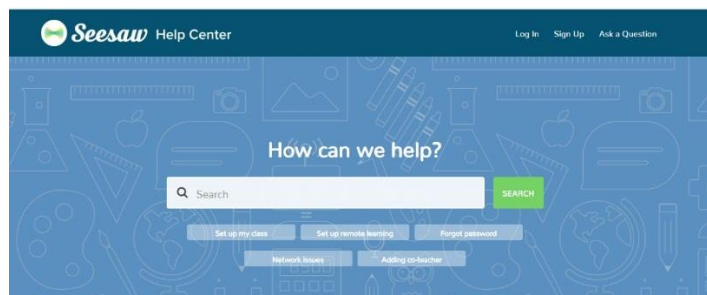 Seesaw Help Center
Log In Sign Up Ask a Question
How can we help?
Search SEARCH
Set up my class Set up remote learning Forgot password
Network issues Adding co-teacher